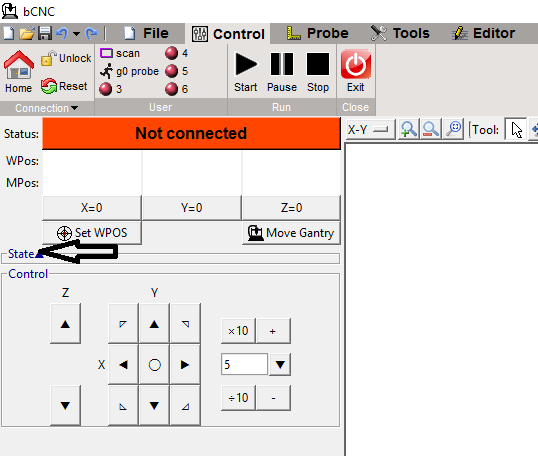 bCNC
File Control Probe Tools Editor
Home Unlock Reset
Connection
scan 4
g0 probe 5
3 6
User
Start Pause Stop
Run
Exit
Close
Status: Not connected
WPos:
MPos:
X=0 Y=0 Z=0
Set WPOS Move Gantry
State
Control
Z Y
×10 +
X 5
÷10 -
X-Y Tool: